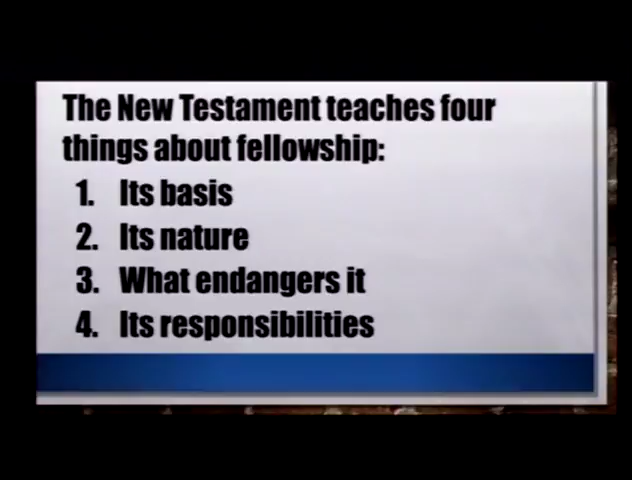 The New Testament teaches four
things about fellowship:
1. Its basis
2. Its nature
3. What endangers it
4. Its responsibilities